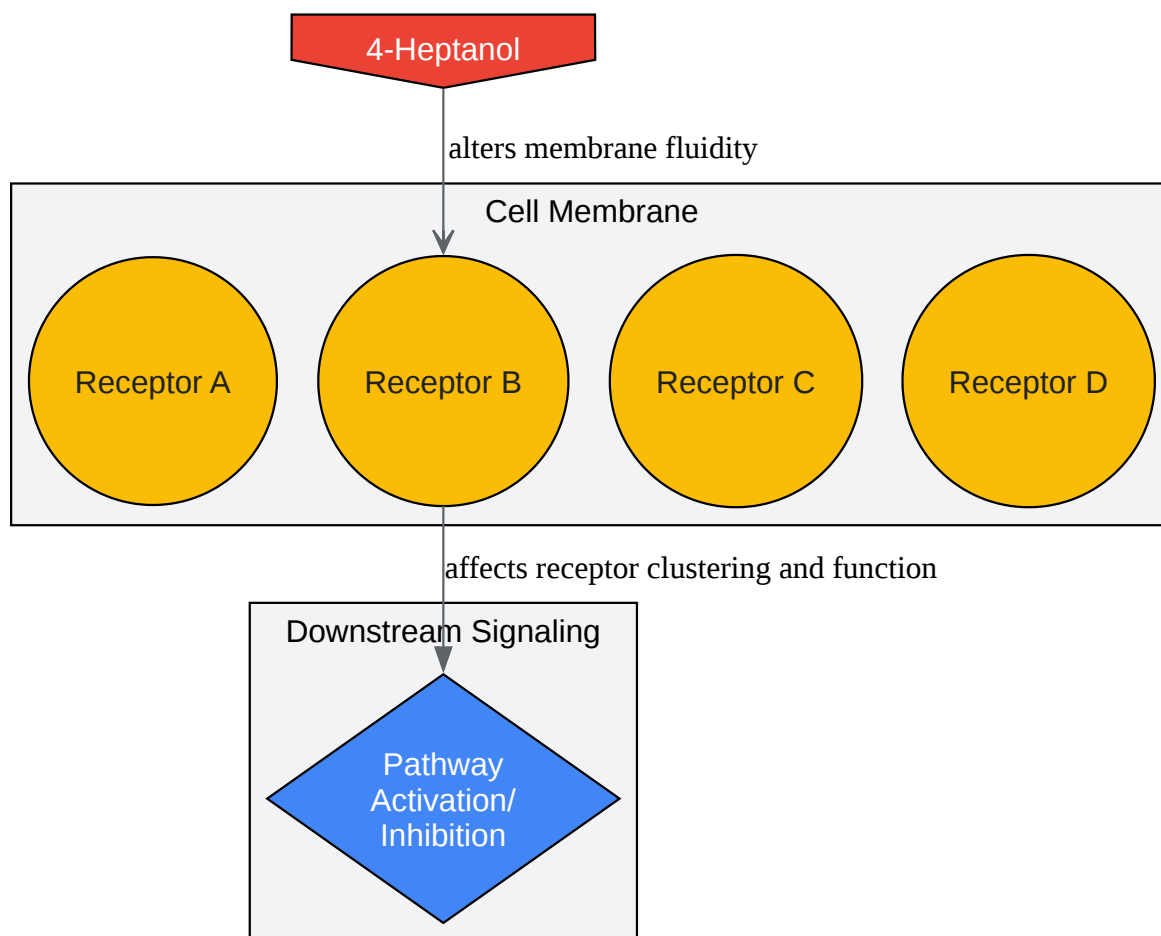 4-Heptanol
alters membrane fluidity
Cell Membrane
Receptor A
Receptor B
Receptor C
Receptor D
affects receptor clustering and function
Downstream Signaling
Pathway
Activation/
Inhibition